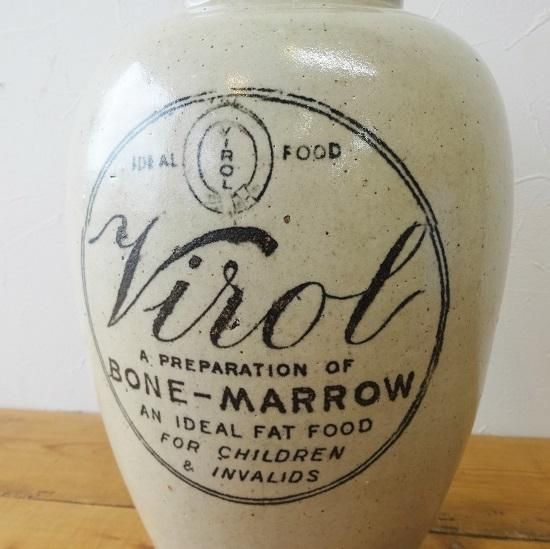 IDEAL VIROL FOOD
Virol
A PREPARATION OF
BONE-MARROW
AN IDEAL FAT FOOD
FOR CHILDREN
& INVALIDS